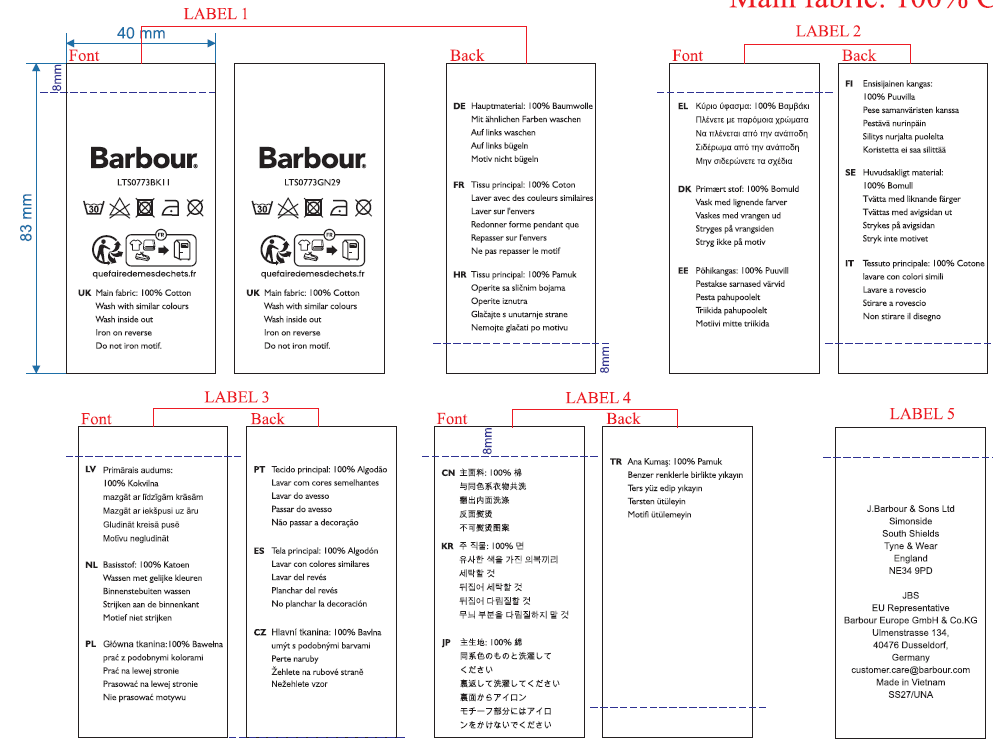 Main fabric: 100% C
LABEL 1
40 mm
Font
8mm
83 mm
Barbour.
LTS0773BK11
30
FR
quefairedemesdechets.fr
UK Main fabric: 100% Cotton
Wash with similar colours
Wash inside out
Iron on reverse
Do not iron motif.
Barbour.
LTS0773GN29
30
FR
quefairedemesdechets.fr
UK Main fabric: 100% Cotton
Wash with similar colours
Wash inside out
Iron on reverse
Do not iron motif.
Back
DE Hauptmaterial: 100% Baumwolle
Mit ähnlichen Farben waschen
Auf links waschen
Auf links bügeln
Motiv nicht bügeln
FR Tissu principal: 100% Coton
Laver avec des couleurs similaires
Laver sur l'envers
Redonner forme pendant que
Repasser sur l'envers
Ne pas repasser le motif
HR Tissu principal: 100% Pamuk
Operite sa sličnim bojama
Operite iznutra
Glačajte s unutarnje strane
Nemojte glačati po motivu
8mm
LABEL 2
Font
EL Κύριο ύφασμα: 100% Βαμβάκι
Πλένετε με παρόμοια χρώματα
Να πλένεται από την ανάποδη
Σιδέρωμα από την ανάποδη
Μην σιδερώνετε τα σχέδια
DK Primært stof: 100% Bomuld
Vask med lignende farver
Vaskes med vrangen ud
Stryges på vrangsiden
Stryg ikke på motiv
EE Põhikangas: 100% Puuvill
Pestakse sarnased värvid
Pesta pahupoolelt
Triikida pahupoolelt
Motiivi mitte triikida
Back
FI Ensisijainen kangas:
100% Puuvilla
Pese samanväristen kanssa
Pestävä nurinpäin
Silitys nurjalta puolelta
Koristetta ei saa silittää
SE Huvudsakligt material:
100% Bomull
Tvätta med liknande färger
Tvättas med avigsidan ut
Strykes på avigsidan
Stryk inte motivet
IT Tessuto principale: 100% Cotone
lavare con colori simili
Lavare a rovescio
Stirare a rovescio
Non stirare il disegno
LABEL 3
Font
LV Primārais audums:
100% Kokvilna
mazgāt ar līdzīgām krāsām
Mazgāt ar iekšpusi uz āru
Gludināt kreisā pusē
Motīvu negludināt
NL Basisstof: 100% Katoen
Wassen met gelijke kleuren
Binnenstebuiten wassen
Strijken aan de binnenkant
Motief niet strijken
PL Główna tkanina:100% Bawełna
prać z podobnymi kolorami
Prać na lewej stronie
Prasować na lewej stronie
Nie prasować motywu
Back
PT Tecido principal: 100% Algodão
Lavar com cores semelhantes
Lavar do avesso
Passar do avesso
Não passar a decoração
ES Tela principal: 100% Algodón
Lavar con colores similares
Lavar del revés
Planchar del revés
No planchar la decoración
CZ Hlavní tkanina: 100% Bavlna
umýt s podobnými barvami
Perte naruby
Žehlete na rubové straně
Nežehlete vzor
LABEL 4
Font
8mm
CN 主面料: 100% 棉
与同色系衣物共洗
翻出内面洗涤
反面熨烫
不可熨烫图案
KR 주 직물: 100% 면
유사한 색을 가진 의복끼리
세탁할 것
뒤집어 세탁할 것
뒤집어 다림질할 것
무늬 부분을 다림질하지 말 것
JP 主生地: 100% 綿
同系色のものと洗濯して
ください
裏返して洗濯してください
裏面からアイロン
モチーフ部分にはアイロ
ンをかけないでください
Back
TR Ana Kumaş: 100% Pamuk
Benzer renklerle birlikte yıkayın
Ters yüz edip yıkayın
Tersten ütüleyin
Motifi ütülemeyin
LABEL 5
J.Barbour & Sons Ltd
Simonside
South Shields
Tyne & Wear
England
NE34 9PD
JBS
EU Representative
Barbour Europe GmbH & Co.KG
Ulmenstrasse 134,
40476 Dusseldorf,
Germany
customer.care@barbour.com
Made in Vietnam
SS27/UNA